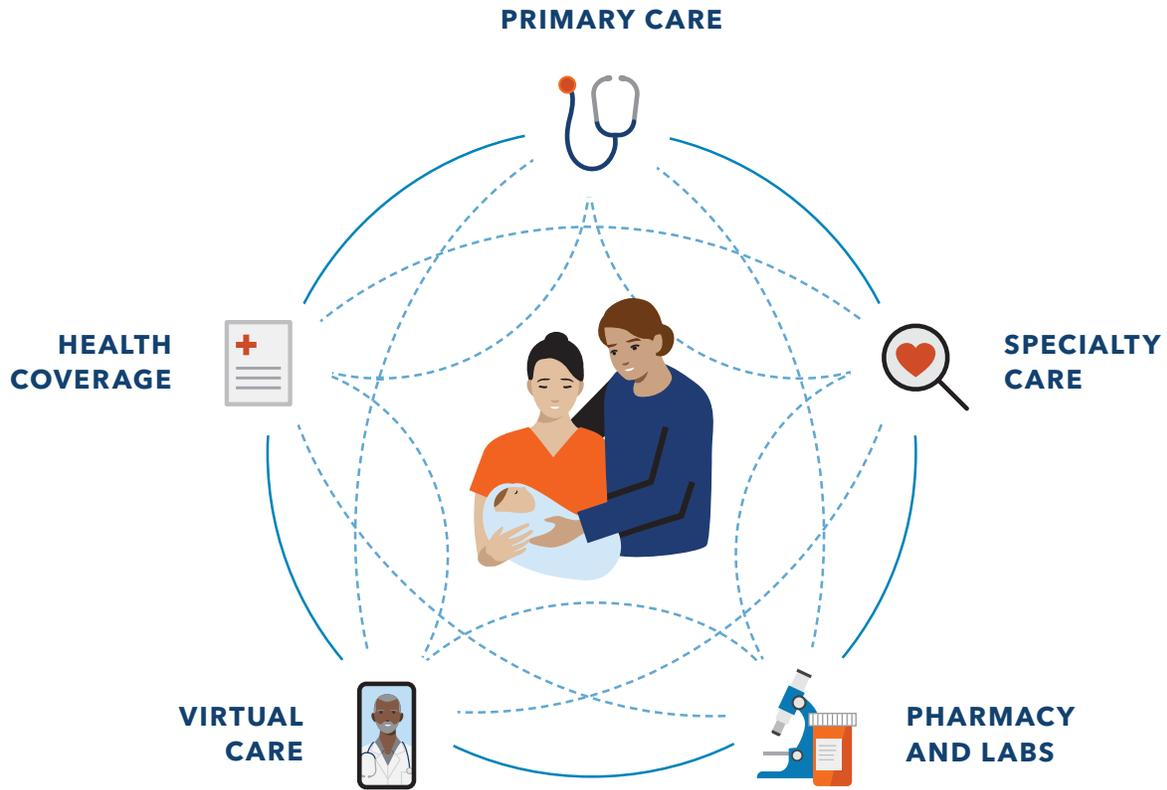 PRIMARY CARE
HEALTH
COVERAGE
SPECIALTY
CARE
VIRTUAL
CARE
PHARMACY
AND LABS